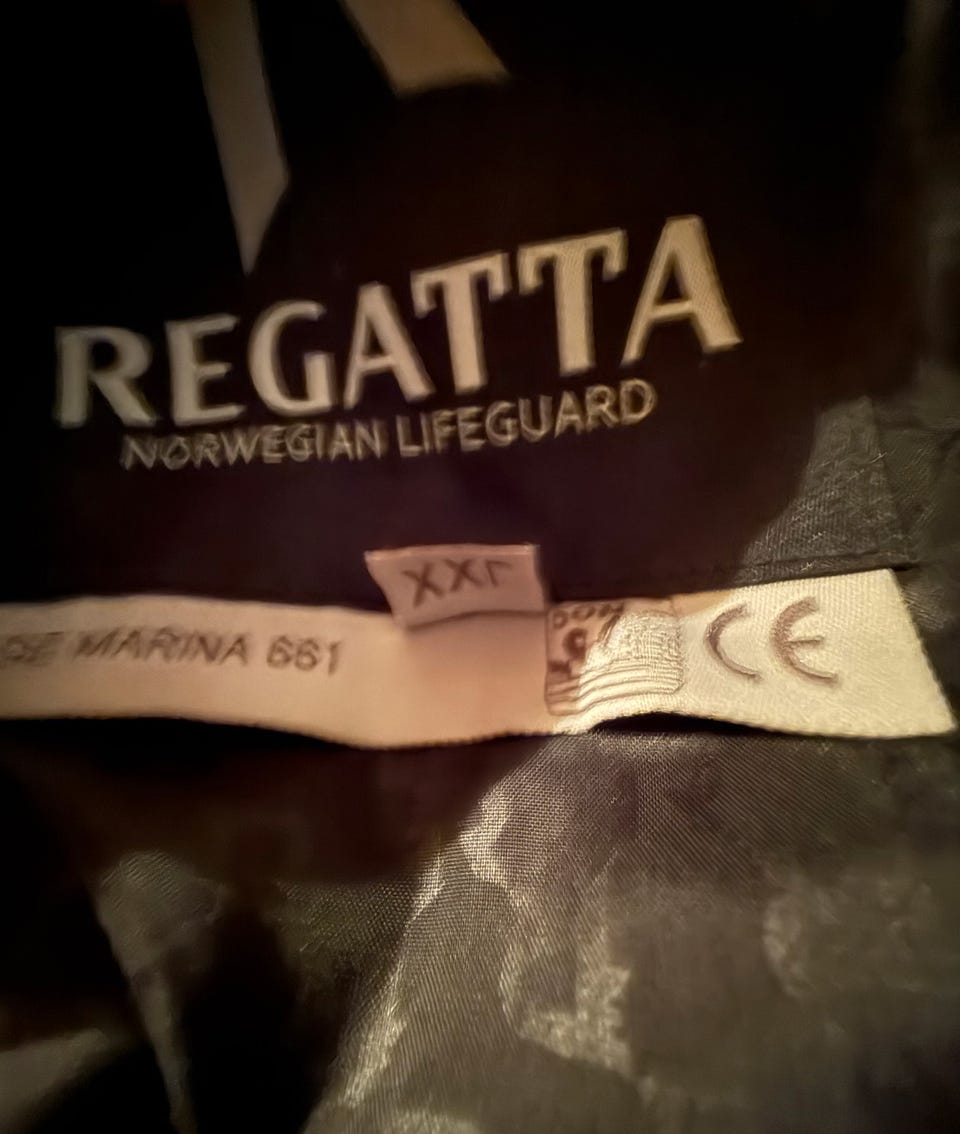 REGATTA
NORWEGIAN LIFEGUARD
XXL
MARINA 661
CE